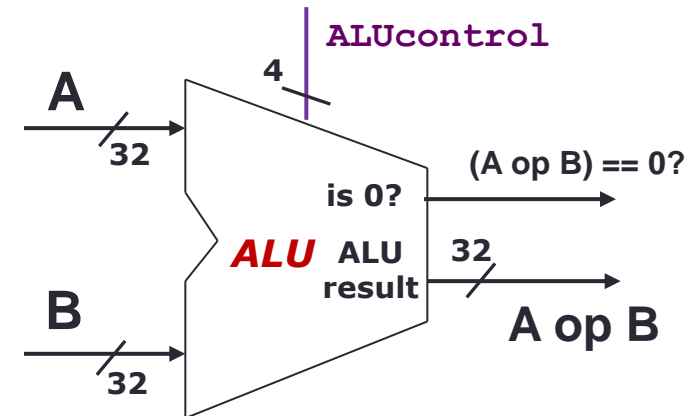 ALUcontrol
4
A
32
(A op B) == 0?
is 0?
ALU
ALU
result
32
B
A op B
32